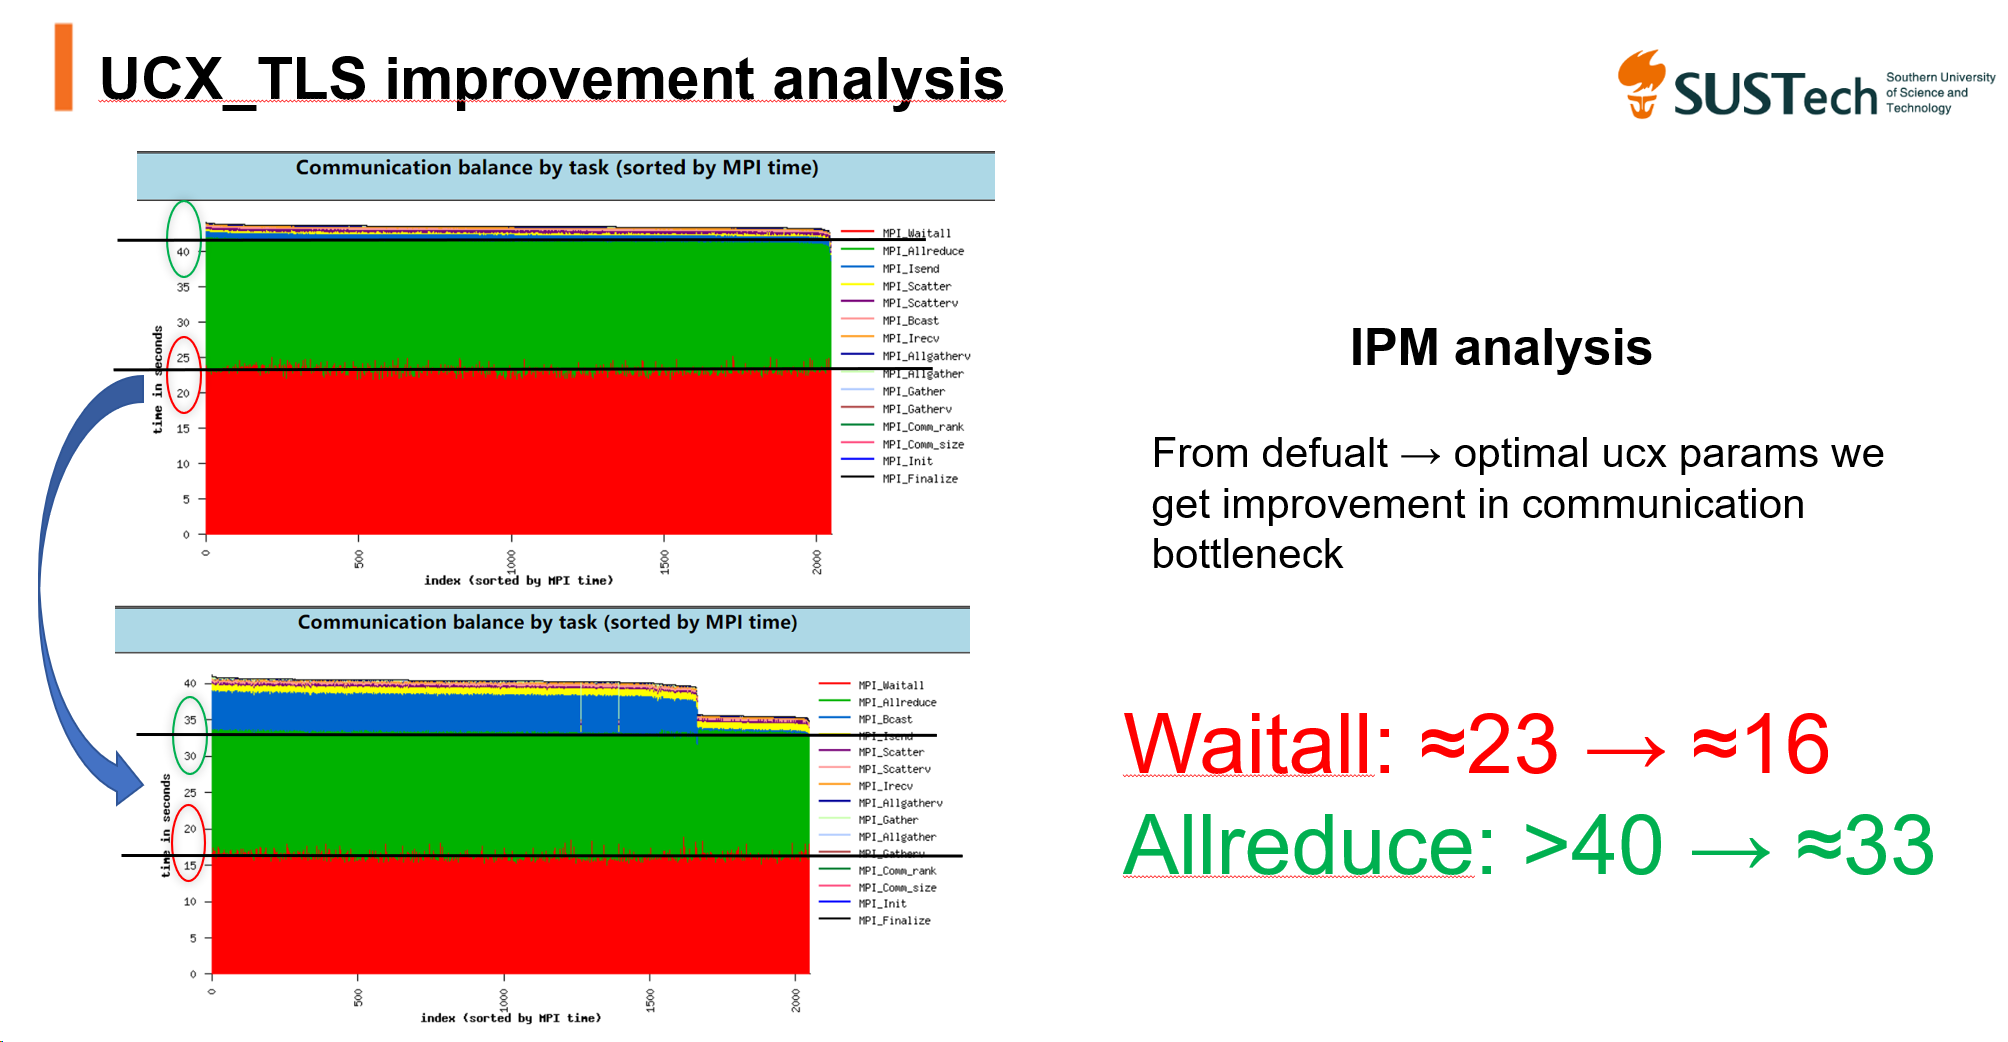 UCX_TLS improvement analysis
SUSTech
Southern University
of Science and
Technology
Communication balance by task (sorted by MPI time)
40
35
30
25
20
15
10
5
0
time in seconds
0
500
1000
1500
2000
index (sorted by MPI time)
MPI_Waitall
MPI_Allreduce
MPI_Isend
MPI_Scatter
MPI_Scatterv
MPI_Bcast
MPI_Irecv
MPI_Allgatherv
MPI_Allgather
MPI_Gather
MPI_Gatherv
MPI_Comm_rank
MPI_Comm_size
MPI_Init
MPI_Finalize
Communication balance by task (sorted by MPI time)
40
35
30
25
20
15
10
5
0
time in seconds
0
500
1000
1500
2000
index (sorted by MPI time)
MPI_Waitall
MPI_Allreduce
MPI_Bcast
MPI_Isend
MPI_Scatter
MPI_Scatterv
MPI_Irecv
MPI_Allgatherv
MPI_Gather
MPI_Allgather
MPI_Gatherv
MPI_Comm_rank
MPI_Comm_size
MPI_Init
MPI_Finalize
IPM analysis
From defualt → optimal ucx params we
get improvement in communication
bottleneck
Waitall: ≈23 → ≈16
Allreduce: >40 → ≈33